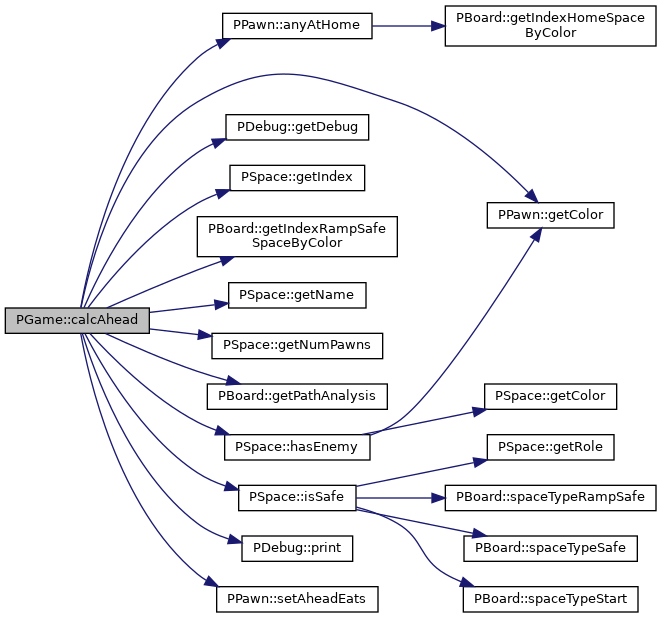 PGame::calcAhead
PPawn::anyAtHome
PDebug::getDebug
PSpace::getIndex
PBoard::getIndexRampSafe
SpaceByColor
PSpace::getName
PSpace::getNumPawns
PBoard::getPathAnalysis
PSpace::hasEnemy
PSpace::isSafe
PDebug::print
PPawn::setAheadEats
PBoard::getIndexHomeSpace
ByColor
PPawn::getColor
PSpace::getColor
PSpace::getRole
PBoard::spaceTypeRampSafe
PBoard::spaceTypeSafe
PBoard::spaceTypeStart